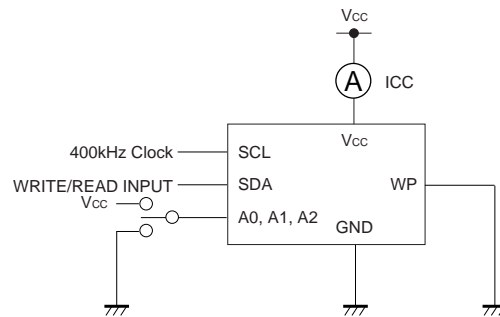 Vcc
A
ICC
Vcc
400kHz Clock
SCL
WRITE/READ INPUT
SDA
WP
Vcc
A0, A1, A2
GND